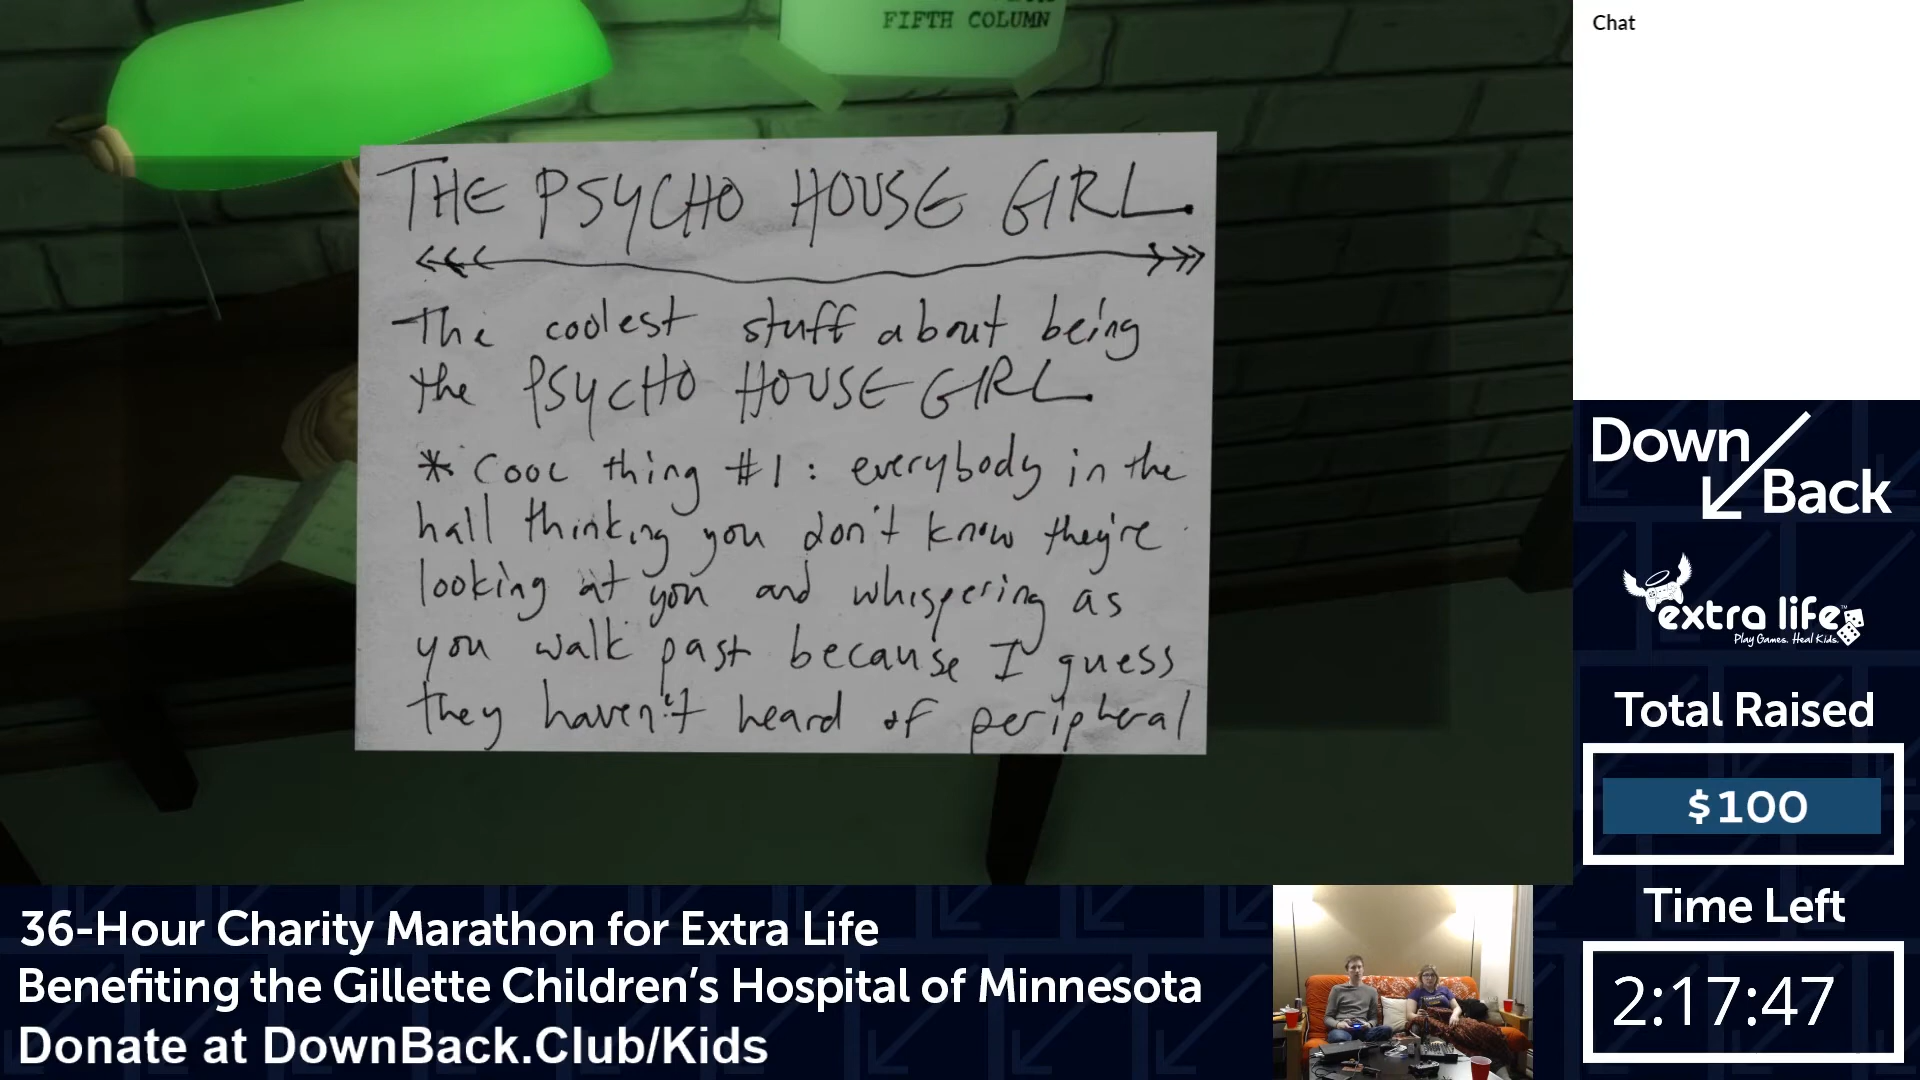 FIFTH COLUMN
THE PSYCHO HOUSE GIRL.
The coolest stuff about being
the PSYCHO HOUSE GIRL.
* Cool thing #1: everybody in the
hall thinking you don't know they're
looking at you and whispering as
you walk past because I guess
they haven't heard of peripheral
Chat
Down
Back
extra life
Play Games. Heal Kids.
Total Raised
$100
Time Left
2:17:47
36-Hour Charity Marathon for Extra Life
Benefiting the Gillette Children's Hospital of Minnesota
Donate at DownBack.Club/Kids